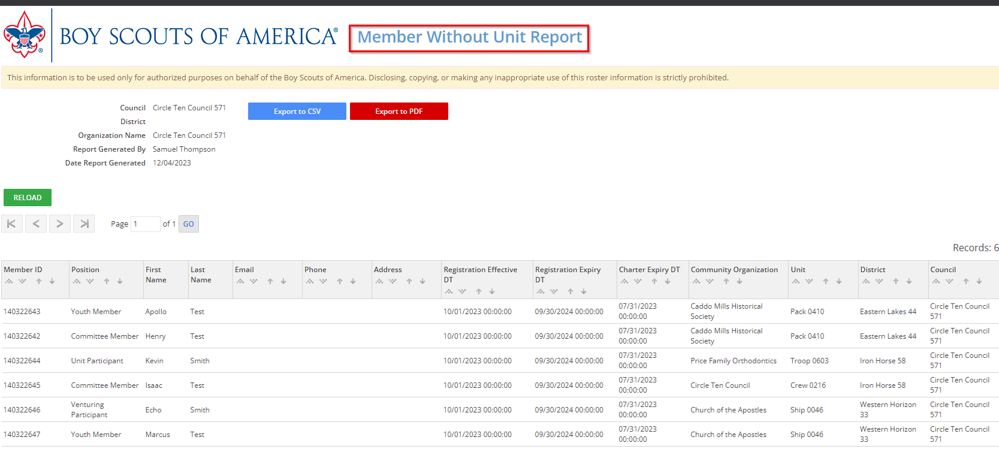 BOY SCOUTS OF AMERICA®
Member Without Unit Report
This information is to be used only for authorized purposes on behalf of the Boy Scouts of America. Disclosing, copying, or making any inappropriate use of this roster information is strictly prohibited.
Council Circle Ten Council 571
Export to CSV Export to PDF
District
Organization Name Circle Ten Council 571
Report Generated By Samuel Thompson
Date Report Generated 12/04/2023
RELOAD
Page 1 of 1 GO
Records: 6
Member ID Position First Name Last Name Email Phone Address Registration Effective DT Registration Expiry DT Charter Expiry DT Community Organization Unit District Council
140322643 Youth Member Apollo Test 10/01/2023 00:00:00 09/30/2024 00:00:00 07/31/2023 00:00:00 Caddo Mills Historical Society Pack 0410 Eastern Lakes 44 Circle Ten Council 571
140322642 Committee Member Henry Test 10/01/2023 00:00:00 09/30/2024 00:00:00 07/31/2023 00:00:00 Caddo Mills Historical Society Pack 0410 Eastern Lakes 44 Circle Ten Council 571
140322644 Unit Participant Kevin Smith 10/01/2023 00:00:00 09/30/2024 00:00:00 07/31/2023 00:00:00 Price Family Orthodontics Troop 0603 Iron Horse 58 Circle Ten Council 571
140322645 Committee Member Isaac Test 10/01/2023 00:00:00 09/30/2024 00:00:00 07/31/2023 00:00:00 Circle Ten Council Crew 0216 Iron Horse 58 Circle Ten Council 571
140322646 Venturing Participant Echo Smith 10/01/2023 00:00:00 09/30/2024 00:00:00 07/31/2023 00:00:00 Church of the Apostles Ship 0046 Western Horizon 33 Circle Ten Council 571
140322647 Youth Member Marcus Test 10/01/2023 00:00:00 09/30/2024 00:00:00 07/31/2023 00:00:00 Church of the Apostles Ship 0046 Western Horizon 33 Circle Ten Council 571